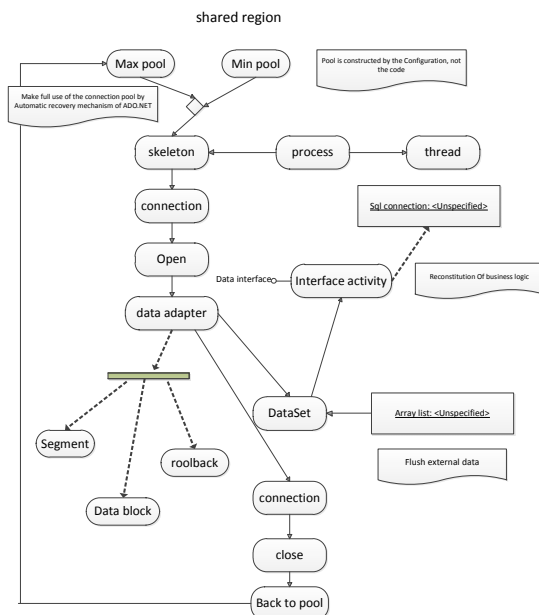 shared region
Max pool
Min pool
Pool is constructed by the Configuration, not
the code
Make full use of the connection pool by
Automatic recovery mechanism of ADO.NET
skeleton
process
thread
connection
Sql connection: <Unspecified>
Open
Data interface
Interface activity
Reconstitution Of business logic
data adapter
DataSet
Array list: <Unspecified>
Segment
roolback
Flush external data
Data block
connection
close
Back to pool